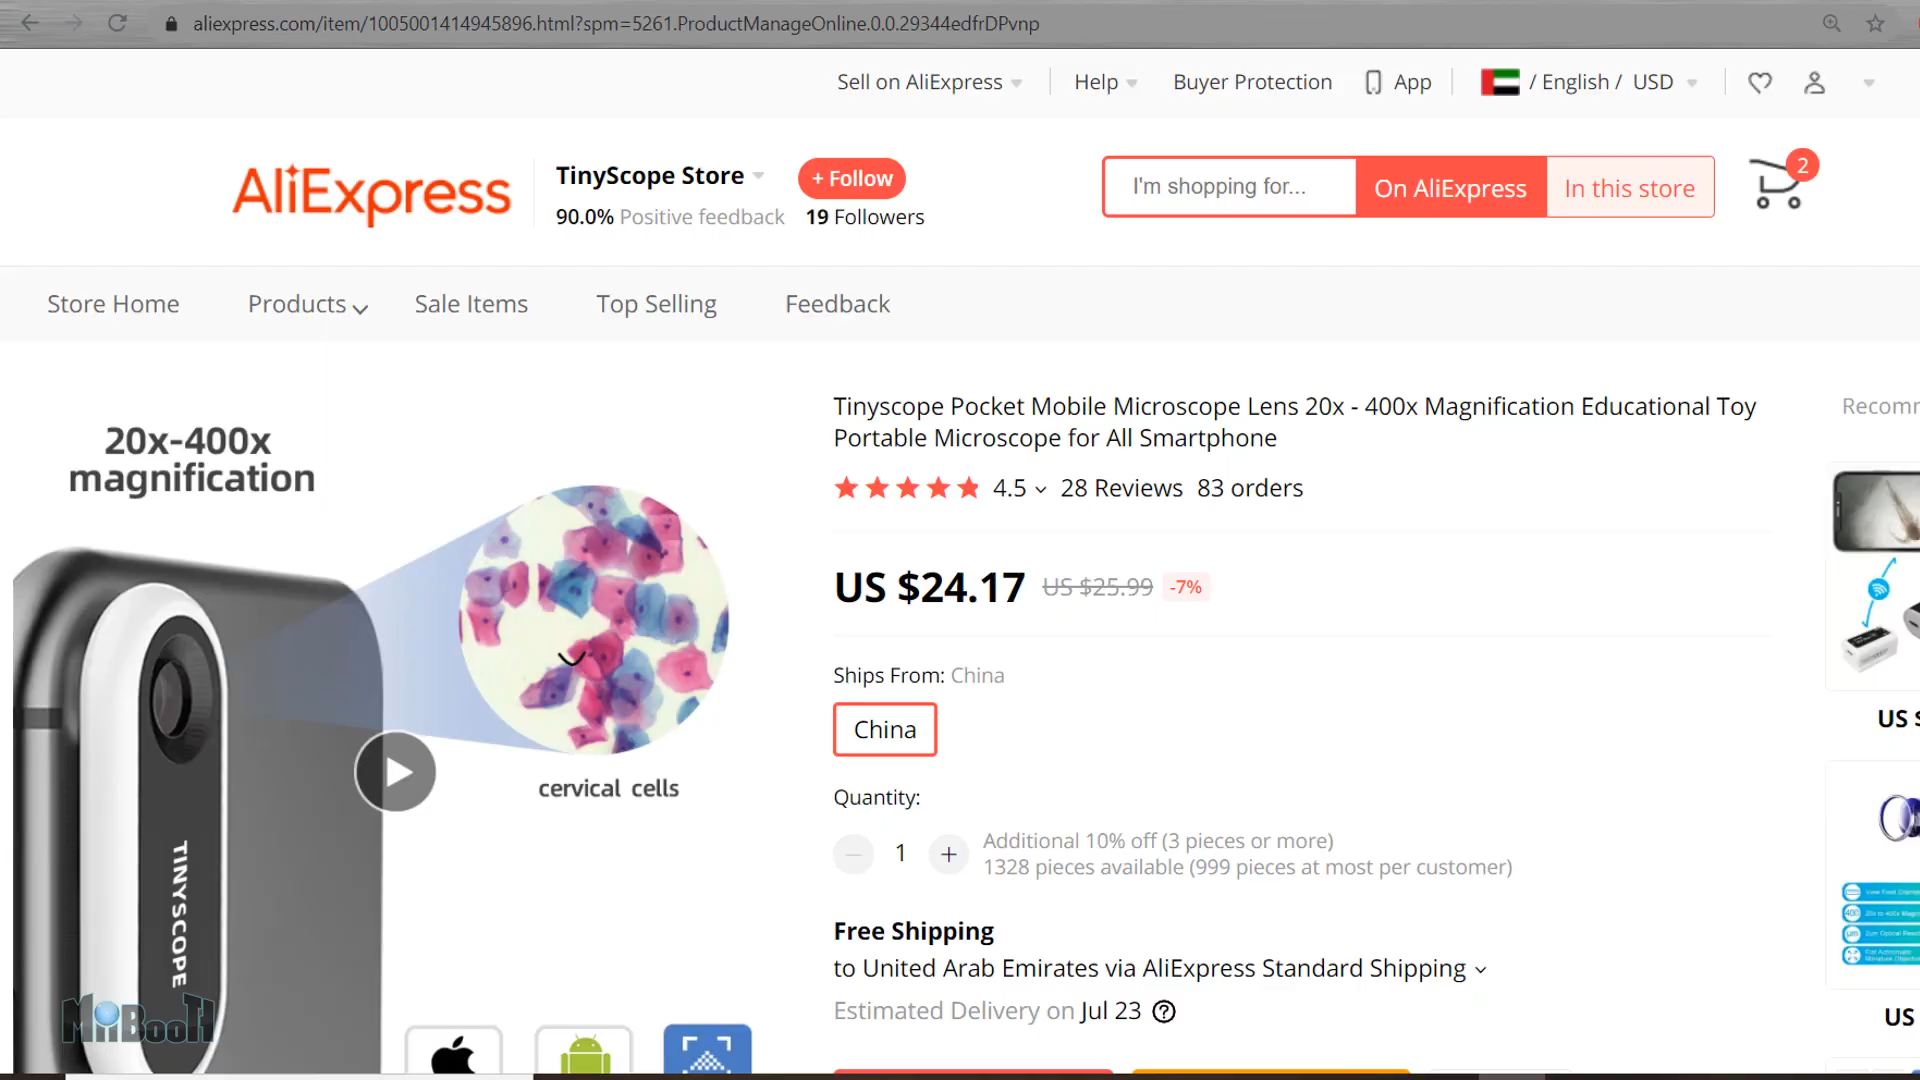 aliexpress.com/item/1005001414945896.html?spm=5261.ProductManageOnline.0.0.29344edfrDPvnp
Sell on AliExpress
Help
Buyer Protection
App
/ English / USD
AliExpress
TinyScope Store
+ Follow
90.0% Positive feedback
19 Followers
I'm shopping for...
On AliExpress
In this store
2
Store Home
Products
Sale Items
Top Selling
Feedback
20x-400x
magnification
cervical cells
TINYSCOPE
MiiBooTH
Tinyscope Pocket Mobile Microscope Lens 20x - 400x Magnification Educational Toy
Portable Microscope for All Smartphone
4.5
28 Reviews
83 orders
US $24.17
US $25.99
-7%
Ships From: China
China
Quantity:
1
Additional 10% off (3 pieces or more)
1328 pieces available (999 pieces at most per customer)
Free Shipping
to United Arab Emirates via AliExpress Standard Shipping
Estimated Delivery on Jul 23
Recomm
US $
US